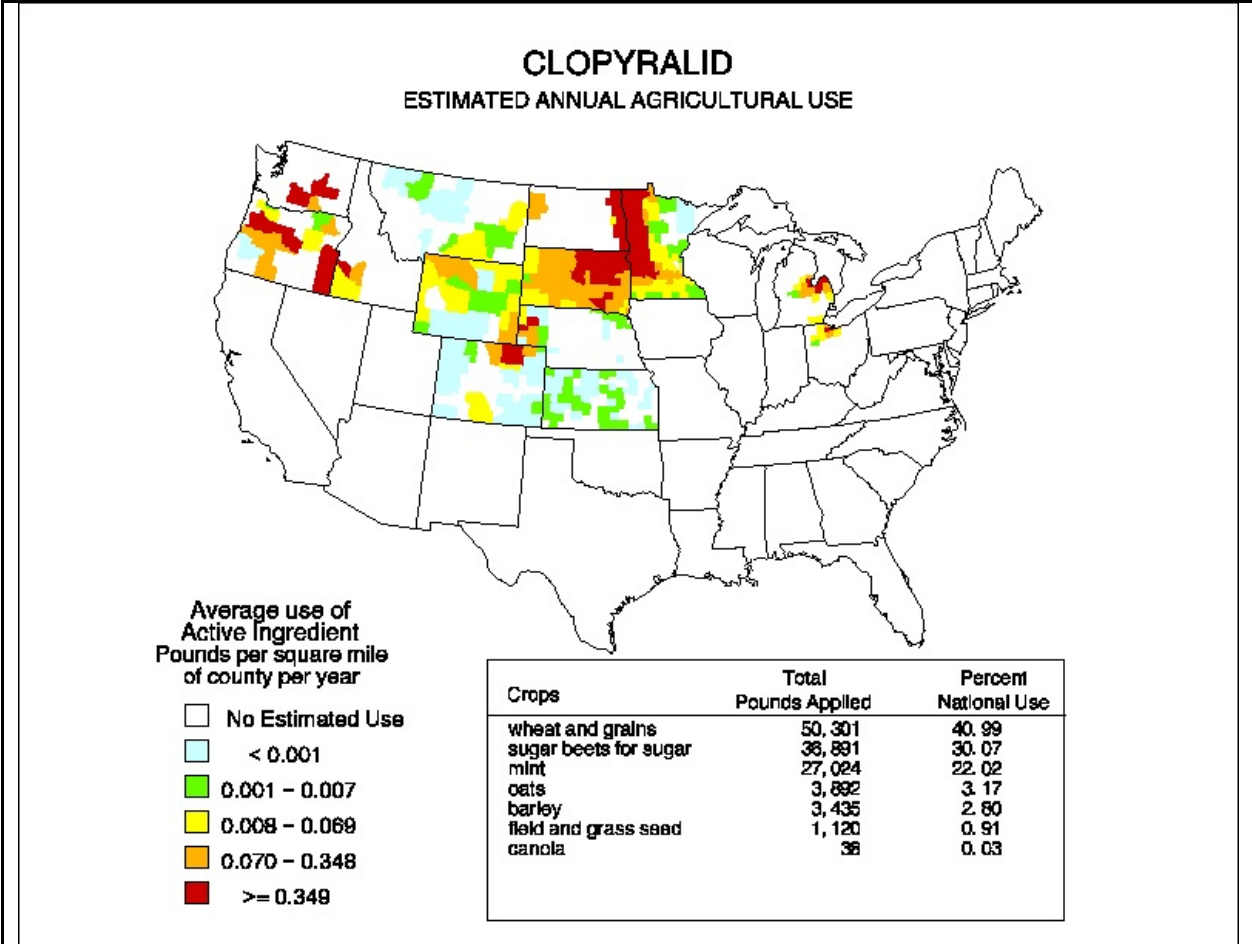 CLOPYRALID
ESTIMATED ANNUAL AGRICULTURAL USE
Average use of
Active Ingredient
Pounds per square mile
of county per year
No Estimated Use
< 0.001
0.001 - 0.007
0.008 - 0.069
0.070 - 0.348
>= 0.349
Crops Total Pounds Applied Percent National Use
wheat and grains 50, 301 40. 99
sugar beets for sugar 36, 891 30. 07
mint 27, 024 22. 02
oats 3, 892 3. 17
barley 3, 435 2. 80
field and grass seed 1, 120 0. 91
canola 38 0. 03